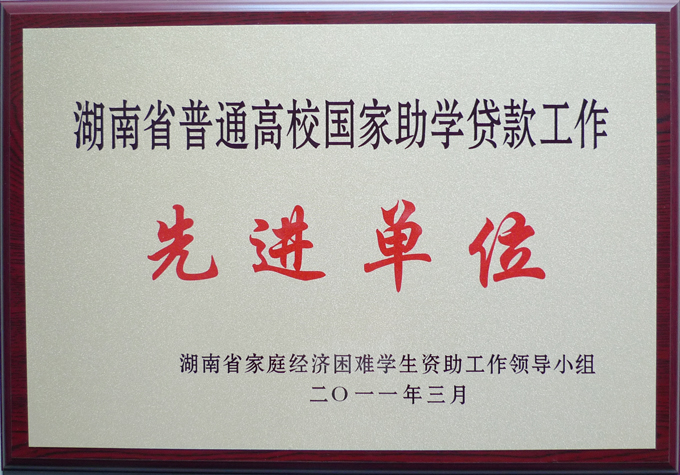 湖南省普通高校国家助学贷款工作
先进单位
湖南省家庭经济困难学生资助工作领导小组
二〇一一年三月